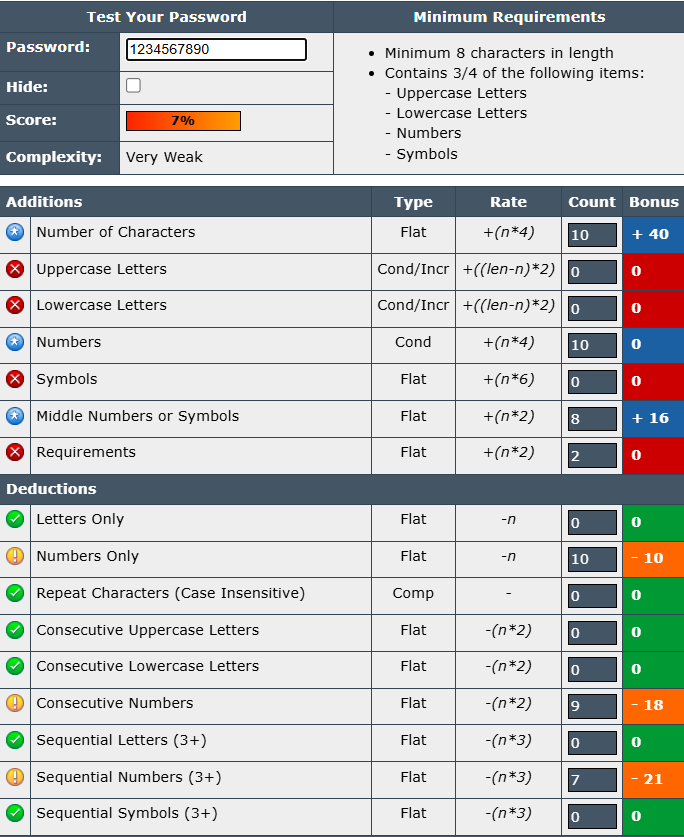 Test Your Password Minimum Requirements
Password: 1234567890
• Minimum 8 characters in length
• Contains 3/4 of the following items:
- Uppercase Letters
- Lowercase Letters
- Numbers
- Symbols
Hide:
Score: 7%
Complexity: Very Weak
Additions Type Rate Count Bonus
Number of Characters Flat +(n*4) 10 + 40
Uppercase Letters Cond/Incr +((len-n)*2) 0 0
Lowercase Letters Cond/Incr +((len-n)*2) 0 0
Numbers Cond +(n*4) 10 0
Symbols Flat +(n*6) 0 0
Middle Numbers or Symbols Flat +(n*2) 8 + 16
Requirements Flat +(n*2) 2 0
Deductions
Letters Only Flat -n 0 0
Numbers Only Flat -n 10 - 10
Repeat Characters (Case Insensitive) Comp - 0 0
Consecutive Uppercase Letters Flat -(n*2) 0 0
Consecutive Lowercase Letters Flat -(n*2) 0 0
Consecutive Numbers Flat -(n*2) 9 - 18
Sequential Letters (3+) Flat -(n*3) 0 0
Sequential Numbers (3+) Flat -(n*3) 7 - 21
Sequential Symbols (3+) Flat -(n*3) 0 0